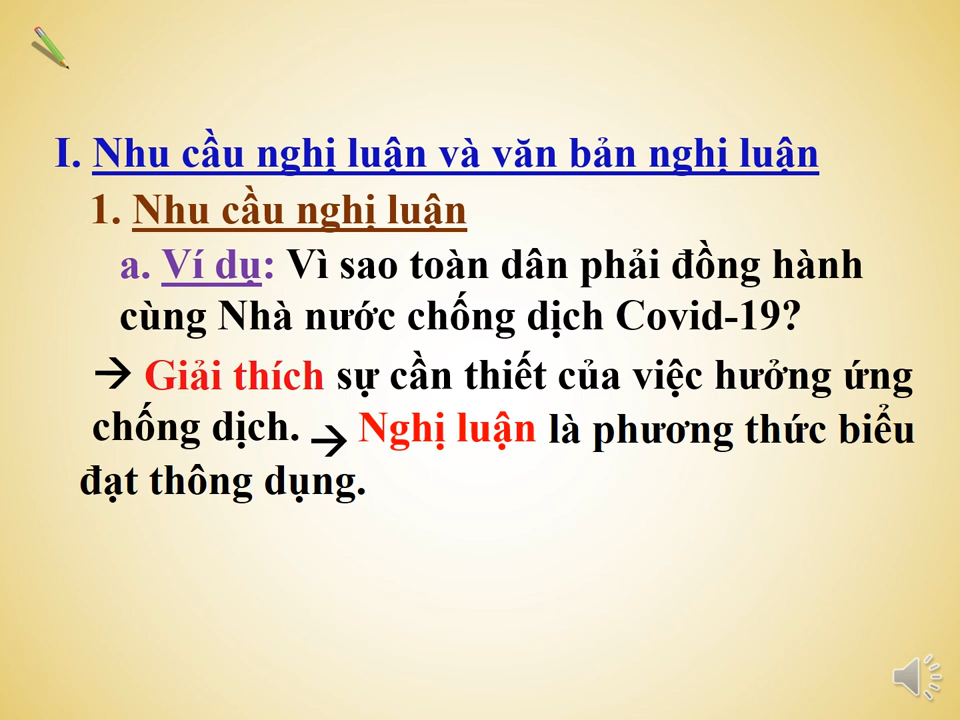 I. Nhu cầu nghị luận và văn bản nghị luận
1. Nhu cầu nghị luận
a. Ví dụ: Vì sao toàn dân phải đồng hành
cùng Nhà nước chống dịch Covid-19?
→ Giải thích sự cần thiết của việc hưởng ứng
chống dịch. → Nghị luận là phương thức biểu
đạt thông dụng.